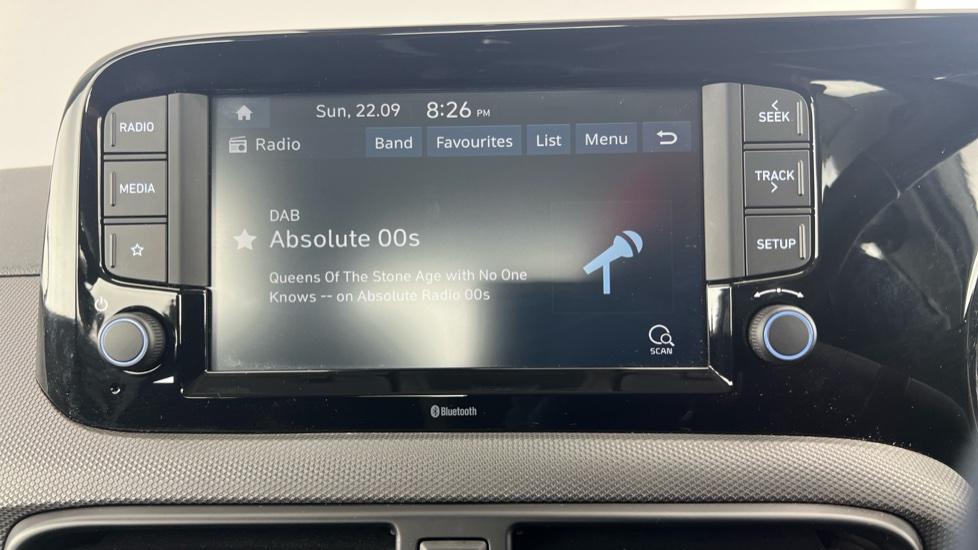 Sun, 22.09 8:26 PM
RADIO
MEDIA
Radio Band Favourites List Menu
DAB
Absolute 00s
Queens Of The Stone Age with No One
Knows -- on Absolute Radio 00s
SCAN
SEEK
TRACK
SETUP
Bluetooth